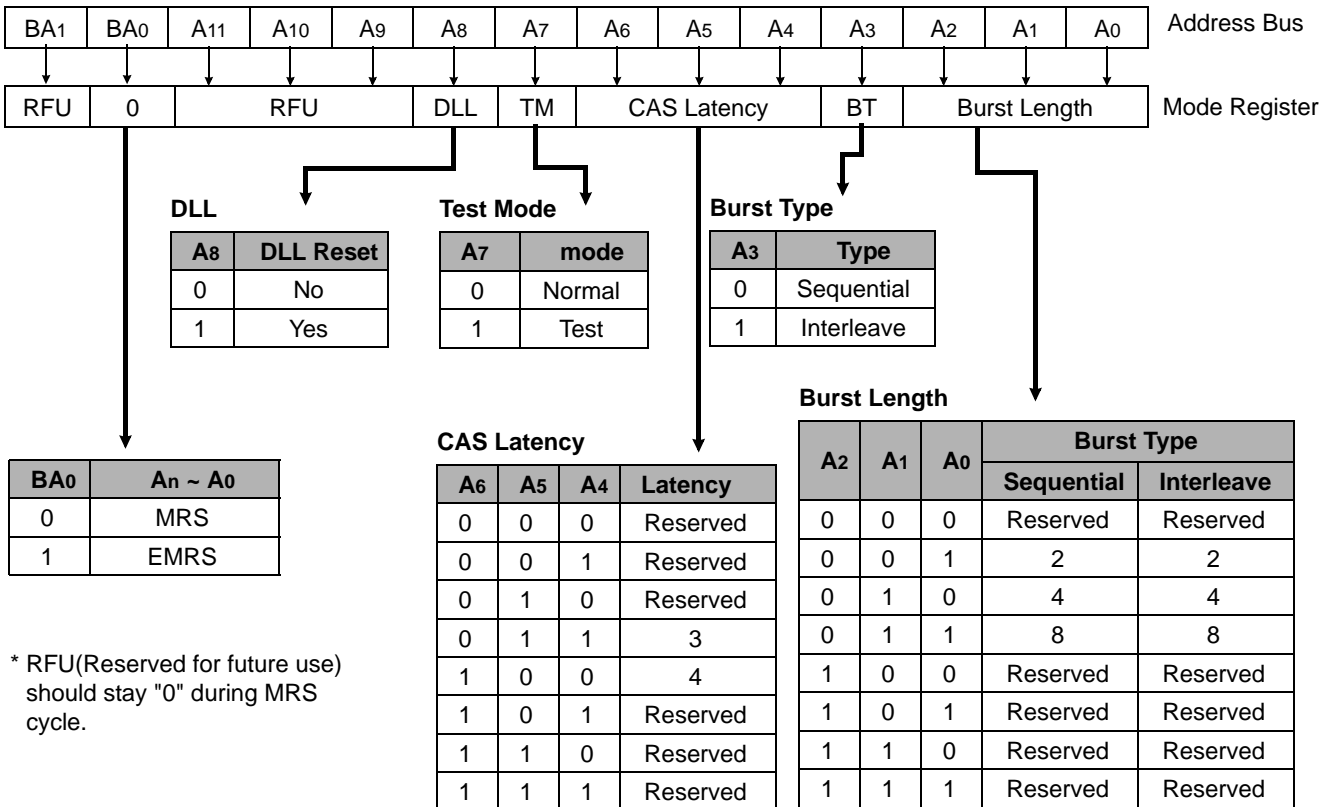 BA1 BA0 A11 A10 A9 A8 A7 A6 A5 A4 A3 A2 A1 A0 Address Bus
RFU 0 RFU DLL TM CAS Latency BT Burst Length Mode Register
DLL
A8 DLL Reset
0 No
1 Yes
Test Mode
A7 mode
0 Normal
1 Test
Burst Type
A3 Type
0 Sequential
1 Interleave
BA0 An ~ A0
0 MRS
1 EMRS
* RFU(Reserved for future use)
should stay "0" during MRS
cycle.
CAS Latency
A6 A5 A4 Latency
0 0 0 Reserved
0 0 1 Reserved
0 1 0 Reserved
0 1 1 3
1 0 0 4
1 0 1 Reserved
1 1 0 Reserved
1 1 1 Reserved
Burst Length
A2 A1 A0 Burst Type
Sequential Interleave
0 0 0 Reserved Reserved
0 0 1 2 2
0 1 0 4 4
0 1 1 8 8
1 0 0 Reserved Reserved
1 0 1 Reserved Reserved
1 1 0 Reserved Reserved
1 1 1 Reserved Reserved